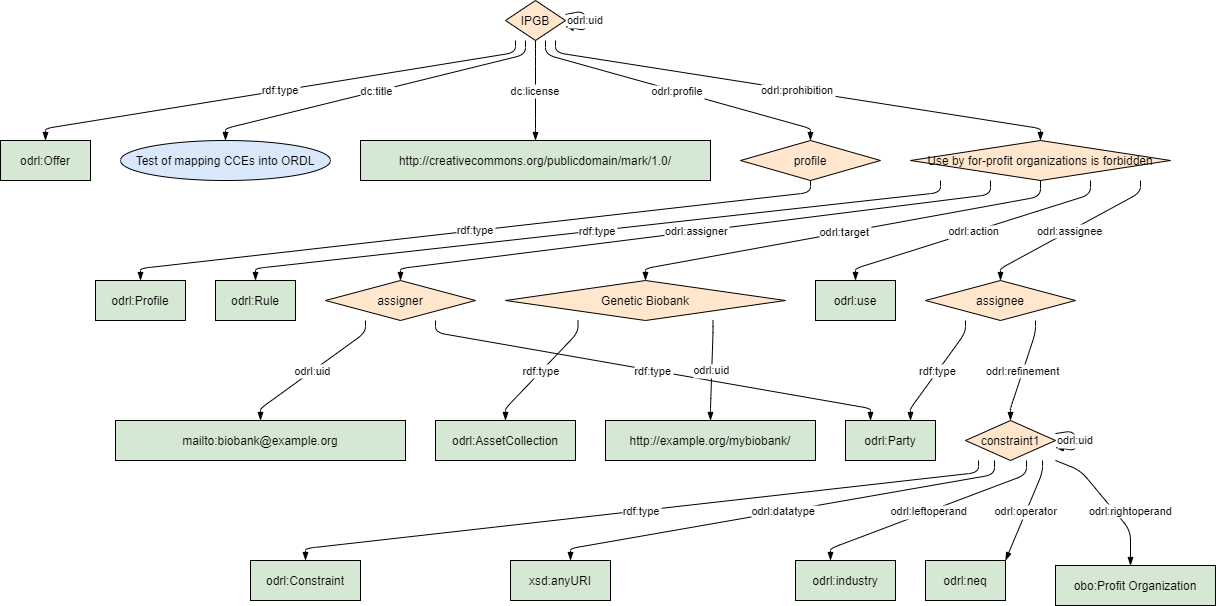 IPGB
odrl:uid
rdf:type
dc:title
dc:license
odrl:profile
odrl:prohibition
odrl:Offer
Test of mapping CCEs into ORDL
http://creativecommons.org/publicdomain/mark/1.0/
profile
Use by for-profit organizations is forbidden
rdf:type
rdf:type
odrl:assigner
odrl:target
odrl:action
odrl:assignee
odrl:Profile
odrl:Rule
assigner
Genetic Biobank
odrl:use
assignee
odrl:uid
rdf:type
rdf:type
odrl:uid
rdf:type
odrl:refinement
mailto:biobank@example.org
odrl:AssetCollection
http://example.org/mybiobank/
odrl:Party
constraint1
odrl:uid
rdf:type
odrl:datatype
odrl:leftoperand
odrl:operator
odrl:rightoperand
odrl:Constraint
xsd:anyURI
odrl:industry
odrl:neq
obo:Profit Organization